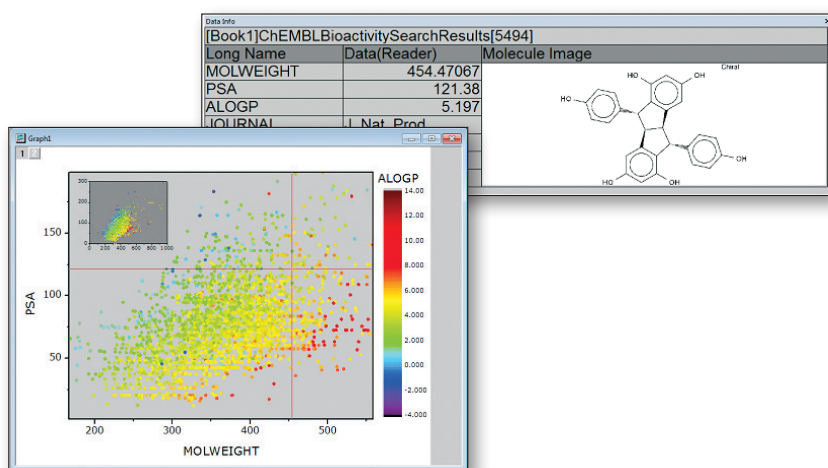 Data Info
[Book1]ChEMBLBioactivitySearchResults[5494]
Long Name Data(Reader) Molecule Image
MOLWEIGHT 454.47067
PSA 121.38
ALOGP 5.197
JOURNAL J. Nat. Prod.
Chiral
HO OH
HO
OH
HO OH
Graph1
1 2
ALOGP
300
200
100
0
0 200 400 600 800 1000
150
100
50
PSA
200 300 400 500
MOLWEIGHT
14.00
12.00
10.00
8.000
6.000
4.000
2.000
0.000
-2.000
-4.000